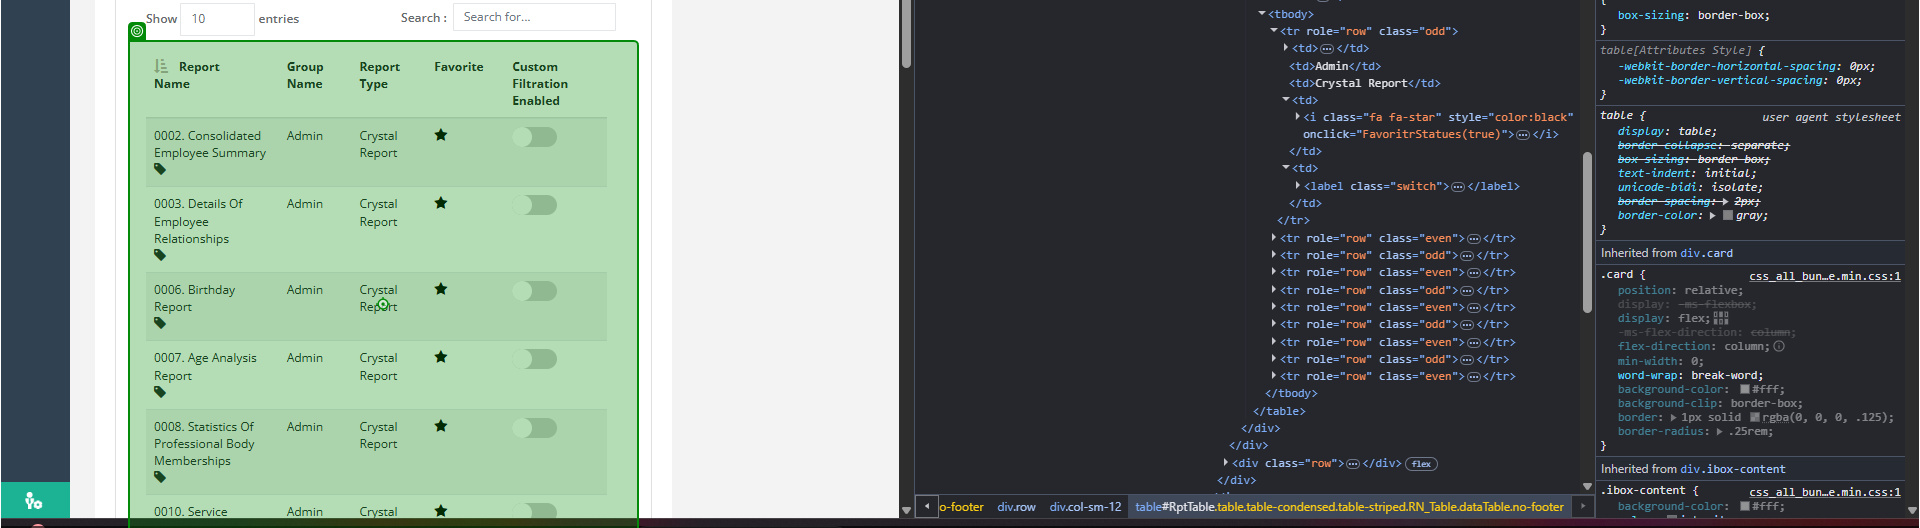 Show 10 entries Search : Search for...
Report Name Group Name Report Type Favorite Custom Filtration Enabled
0002. Consolidated Employee Summary Admin Crystal Report
0003. Details Of Employee Relationships Admin Crystal Report
0006. Birthday Report Admin Crystal Report
0007. Age Analysis Report Admin Crystal Report
0008. Statistics Of Professional Body Memberships Admin Crystal Report
0010. Service Admin Crystal
<tbody>
<tr role="row" class="odd">
<td>…</td>
<td>Admin</td>
<td>Crystal Report</td>
<td>
<i class="fa fa-star" style="color:black"
onclick="FavoritrStatues(true)">…</i>
</td>
<td>
<label class="switch">…</label>
</td>
</tr>
<tr role="row" class="even">…</tr>
<tr role="row" class="odd">…</tr>
<tr role="row" class="even">…</tr>
<tr role="row" class="odd">…</tr>
<tr role="row" class="even">…</tr>
<tr role="row" class="odd">…</tr>
<tr role="row" class="even">…</tr>
<tr role="row" class="odd">…</tr>
<tr role="row" class="even">…</tr>
</tbody>
</table>
</div>
</div>
<div class="row">…</div> flex
</div>
o-footer div.row div.col-sm-12 table#RptTable.table.table-condensed.table-striped.RN_Table.dataTable.no-footer
{
box-sizing: border-box;
}
table[Attributes Style] {
-webkit-border-horizontal-spacing: 0px;
-webkit-border-vertical-spacing: 0px;
}
table { user agent stylesheet
display: table;
border-collapse: separate;
box-sizing: border-box;
text-indent: initial;
unicode-bidi: isolate;
border-spacing: 2px;
border-color: gray;
}
Inherited from div.card
.card { css_all_bun…e.min.css:1
position: relative;
display: -ms-flexbox;
display: flex;
-ms-flex-direction: column;
flex-direction: column;
min-width: 0;
word-wrap: break-word;
background-color: #fff;
background-clip: border-box;
border: 1px solid rgba(0, 0, 0, .125);
border-radius: .25rem;
}
Inherited from div.ibox-content
.ibox-content { css_all_bun…e.min.css:1
background-color: #fff;